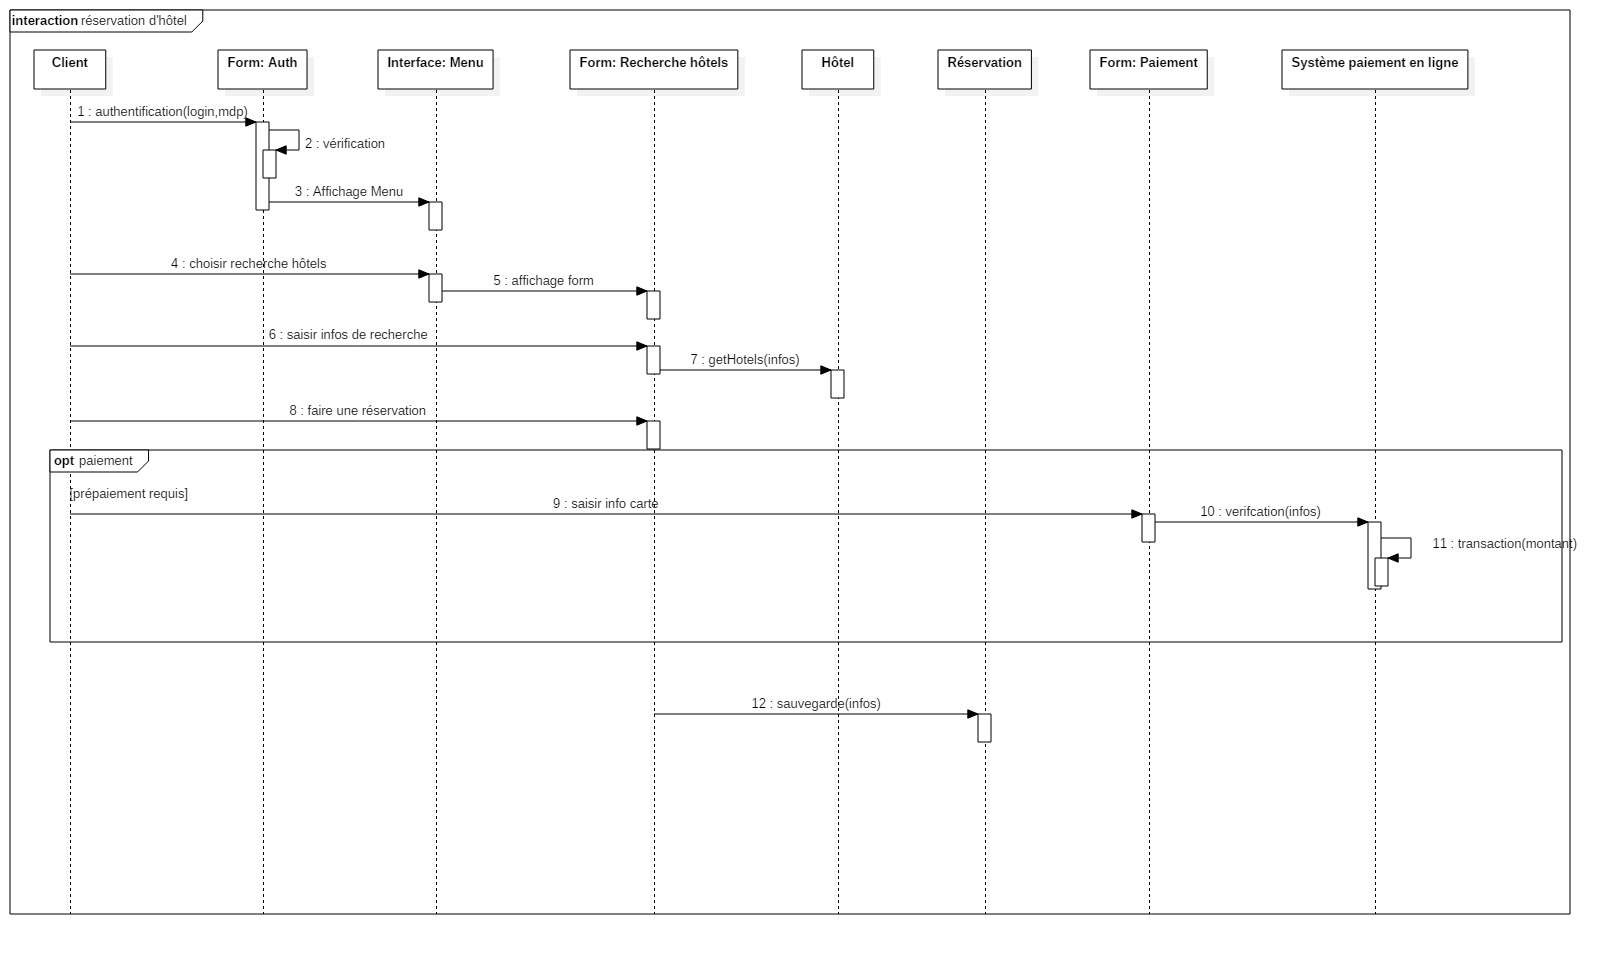 interaction réservation d'hôtel
Client
Form: Auth
Interface: Menu
Form: Recherche hôtels
Hôtel
Réservation
Form: Paiement
Système paiement en ligne
1 : authentification(login,mdp)
2 : vérification
3 : Affichage Menu
4 : choisir recherche hôtels
5 : affichage form
6 : saisir infos de recherche
7 : getHotels(infos)
8 : faire une réservation
opt paiement
[prépaiement requis]
9 : saisir info carte
10 : verifcation(infos)
11 : transaction(montant)
12 : sauvegarde(infos)